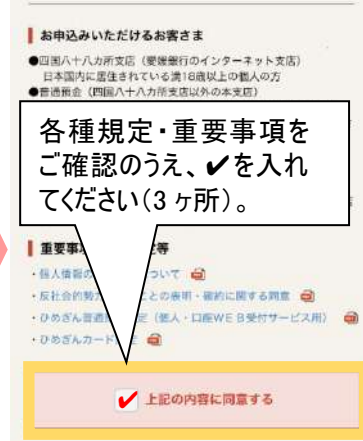 お申込みいただけるお客さま
●四国八十八カ所支店（愛媛銀行のインターネット支店）
日本国内に居住されている満18歳以上の個人の方
●普通預金（四国八十八カ所支店以外の本支店）
各種規定・重要事項を
ご確認のうえ、✔を入れ
てください（3ヶ所）。
重要事 等
・個人情報の ついて
・反社会的勢 ことの表明・確約に関する同意
・ひめぎん普通 定（個人・口座WEB受付サービス用）
・ひめぎんカード 定
✔ 上記の内容に同意する